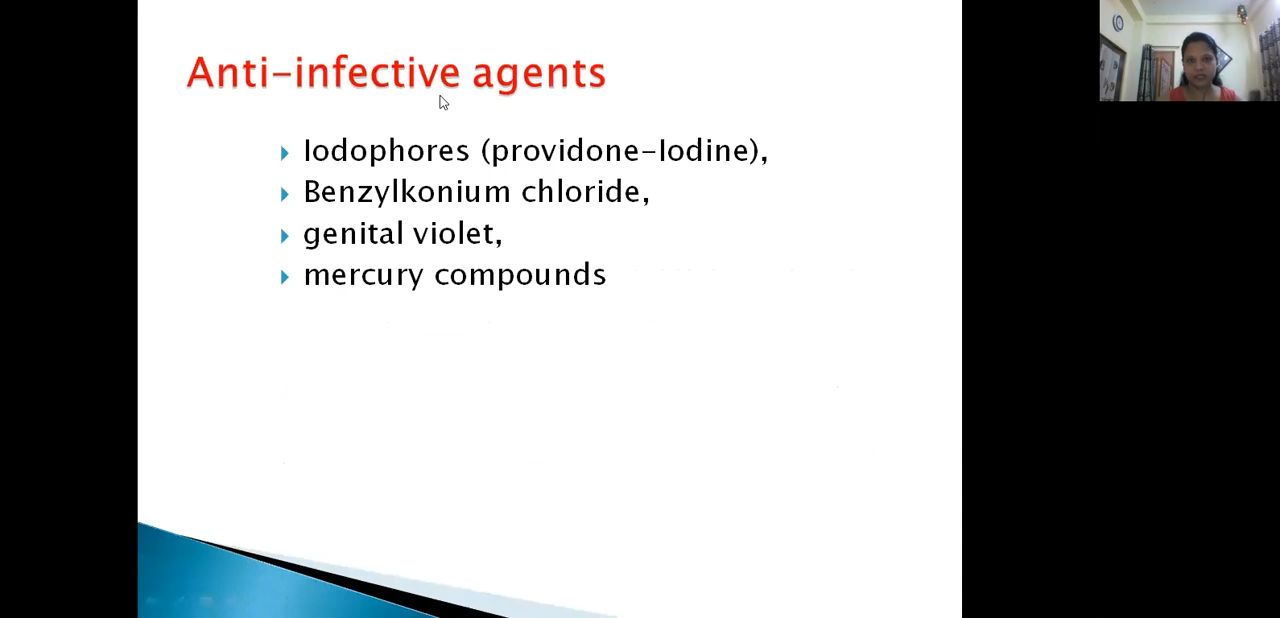 Anti-infective agents
Iodophores (providone-Iodine),
Benzylkonium chloride,
genital violet,
mercury compounds